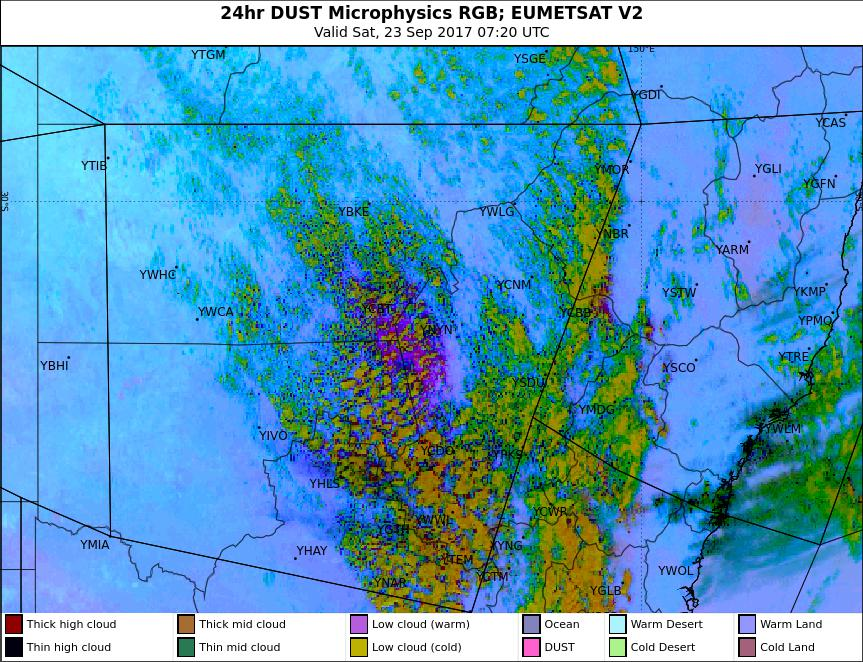 24hr DUST Microphysics RGB; EUMETSAT V2
Valid Sat, 23 Sep 2017 07:20 UTC
YTGM
YSGE
150°E
YGDI
YCAS
YTIB
YMOR
YGLI
YGFN
30°S
YBKE
YWLG
YNBR
YARM
YWHC
YCNM
YSTW
YKMP
YWCA
YCBB
YPMQ
YBHI
YSCO
YTRE
YSDU
YMDG
YIVO
YWLM
YCDO
YPKS
YHLS
YWWL
YCWR
YMIA
YHAY
YYNG
YTEM
YWOL
YNAR
YGTM
YGLB
Thick high cloud
Thick mid cloud
Low cloud (warm)
Ocean
Warm Desert
Warm Land
Thin high cloud
Thin mid cloud
Low cloud (cold)
DUST
Cold Desert
Cold Land